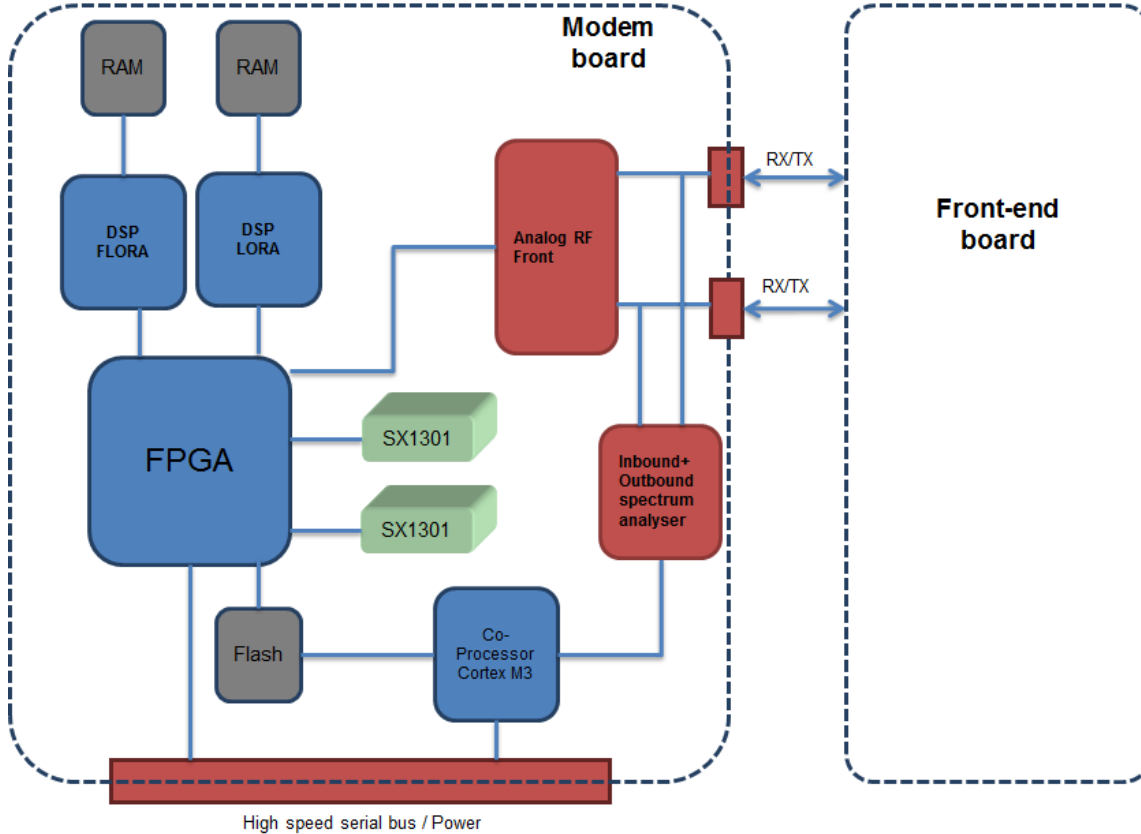 Modem
board
RAM
RAM
RX/TX
DSP
FLORA
DSP
LORA
Analog RF
Front
Front-end
board
RX/TX
SX1301
FPGA
Inbound+
Outbound
spectrum
analyser
SX1301
Flash
Co-
Processor
Cortex M3
High speed serial bus / Power